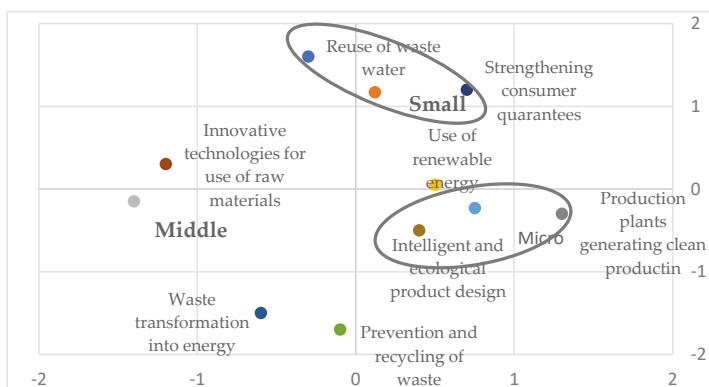 2
Reuse of waste
water
Strengthening
consumer
quarantees
Small
1
Innovative
technologies for
use of raw
materials
Use of
renewable
energy
0
Middle
Production
plants
generating clean
productin
Micro
Intelligent and
ecological
product design
-1
Waste
transformation
into energy
Prevention and
recycling of
waste
-2
-2
-1
0
1
2